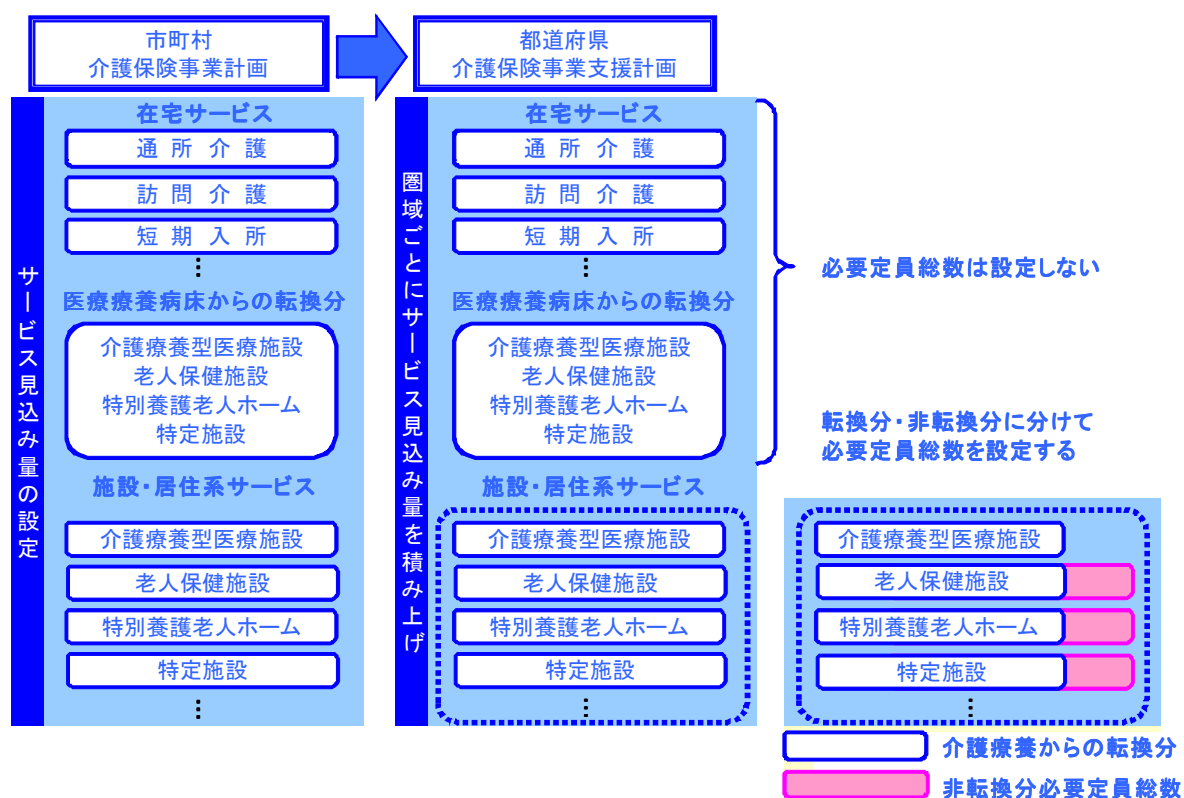 市町村
介護保険事業計画
都道府県
介護保険事業支援計画
サービス見込み量の設定
在宅サービス
通所介護
訪問介護
短期入所
⋮
医療療養病床からの転換分
介護療養型医療施設
老人保健施設
特別養護老人ホーム
特定施設
施設・居住系サービス
介護療養型医療施設
老人保健施設
特別養護老人ホーム
特定施設
⋮
圏域ごとにサービス見込み量を積み上げ
在宅サービス
通所介護
訪問介護
短期入所
⋮
医療療養病床からの転換分
介護療養型医療施設
老人保健施設
特別養護老人ホーム
特定施設
施設・居住系サービス
介護療養型医療施設
老人保健施設
特別養護老人ホーム
特定施設
⋮
必要定員総数は設定しない
転換分・非転換分に分けて
必要定員総数を設定する
介護療養型医療施設
老人保健施設
特別養護老人ホーム
特定施設
⋮
介護療養からの転換分
非転換分必要定員総数